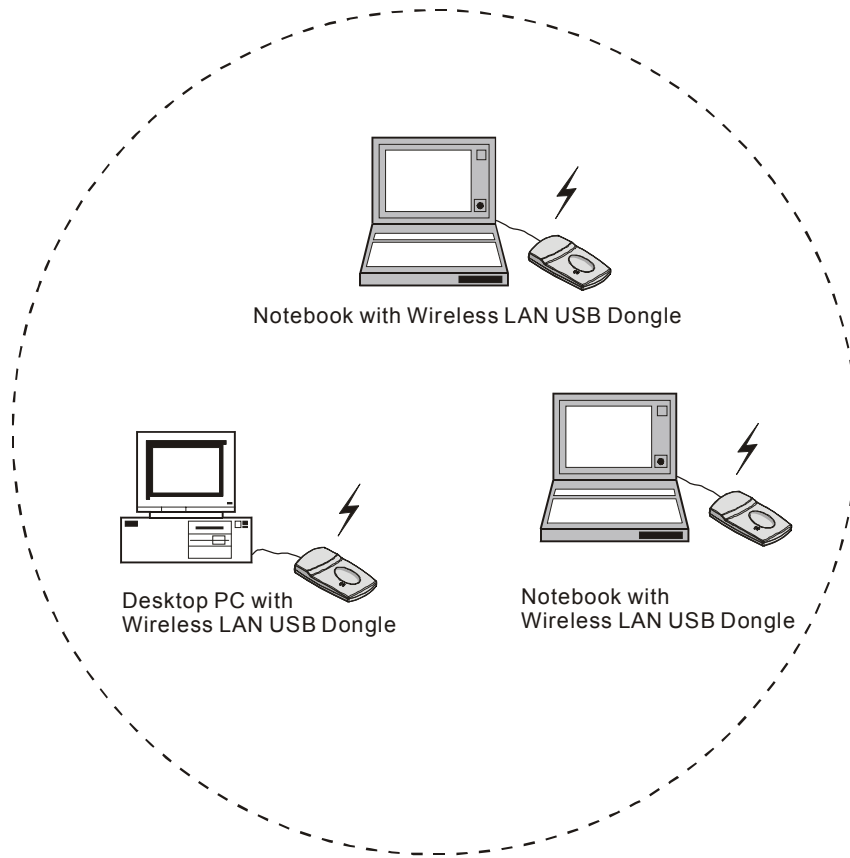 Notebook with Wireless LAN USB Dongle
Desktop PC with
Wireless LAN USB Dongle
Notebook with
Wireless LAN USB Dongle